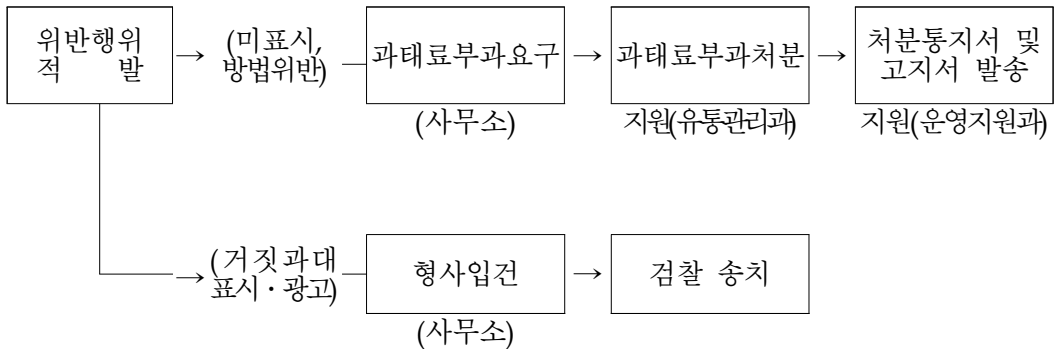 위반행위
적 발
→ (미표시,
방법위반)
과태료부과요구
(사무소)
→ 과태료부과처분
지원(유통관리과)
→ 처분통지서 및
고지서 발송
지원(운영지원과)
→ (거짓과대
표시·광고)
형사입건
(사무소)
→ 검찰 송치